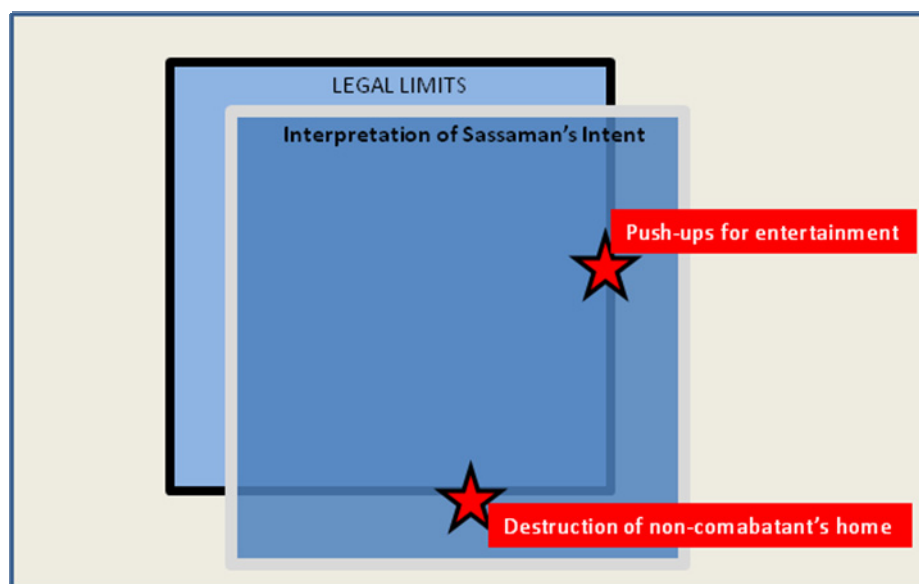 LEGAL LIMITS
Interpretation of Sassaman's Intent
Push-ups for entertainment
Destruction of non-comabatant's home